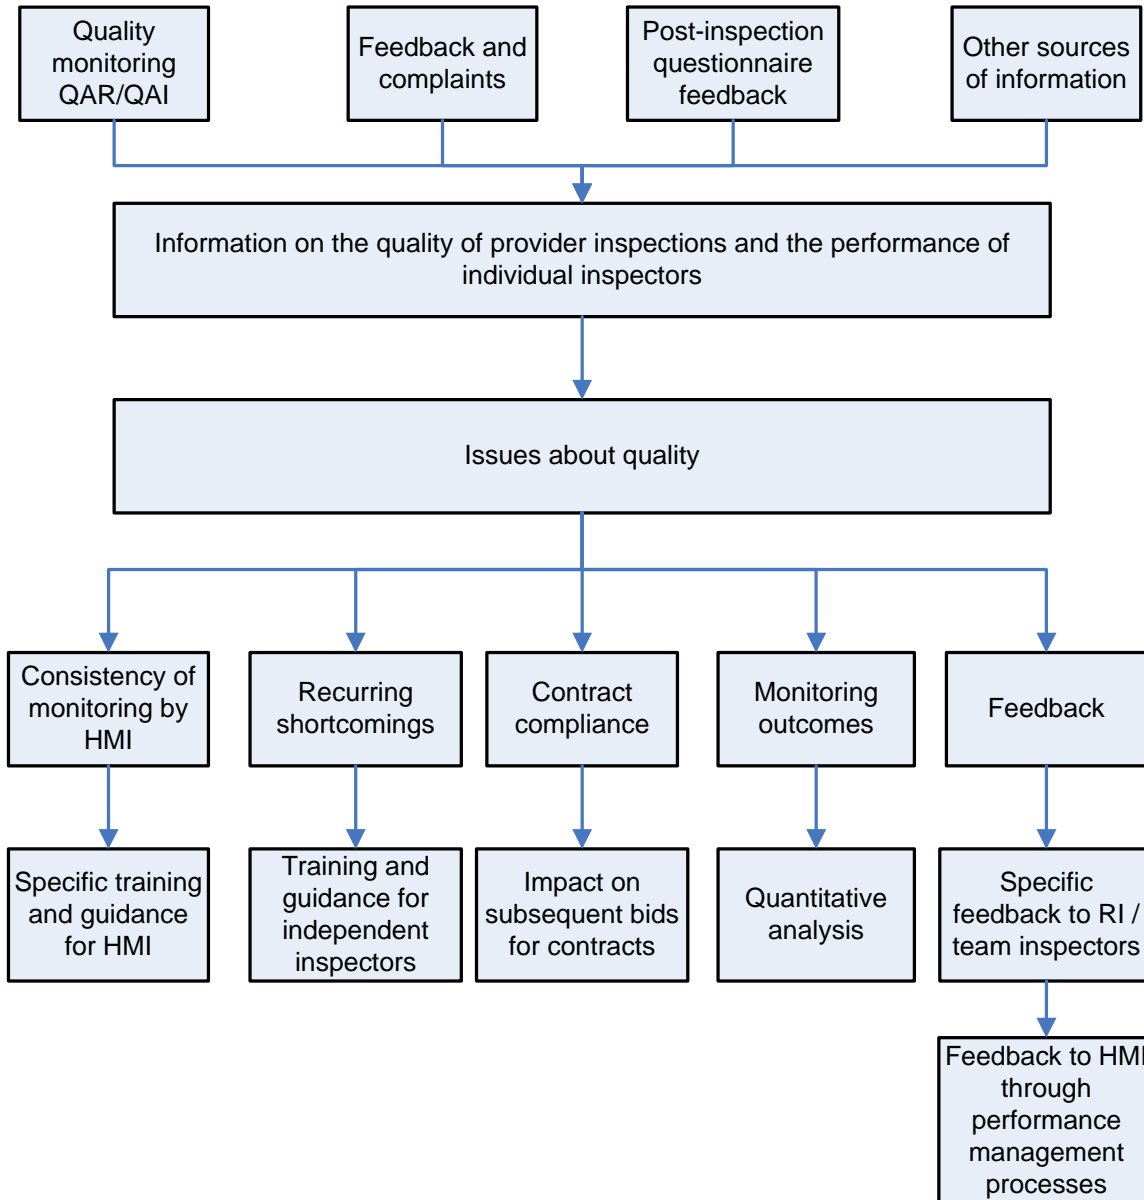 Quality
monitoring
QAR/QAI
Feedback and
complaints
Post-inspection
questionnaire
feedback
Other sources
of information
Information on the quality of provider inspections and the performance of
individual inspectors
Issues about quality
Consistency of
monitoring by
HMI
Recurring
shortcomings
Contract
compliance
Monitoring
outcomes
Feedback
Specific training
and guidance
for HMI
Training and
guidance for
independent
inspectors
Impact on
subsequent bids
for contracts
Quantitative
analysis
Specific
feedback to RI /
team inspectors
Feedback to HMI
through
performance
management
processes